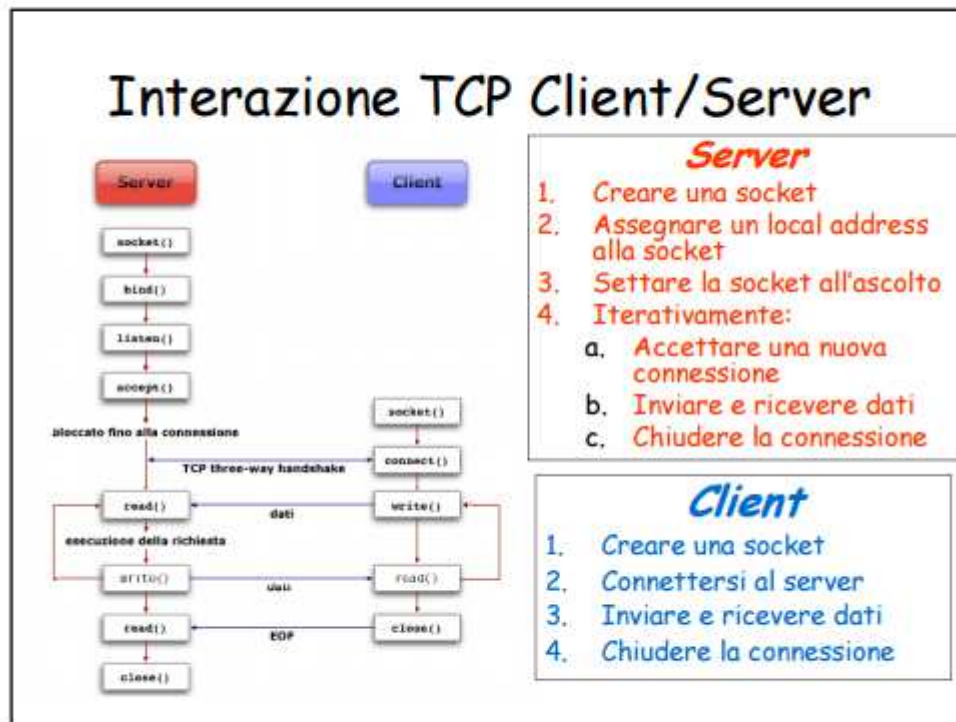 Interazione TCP Client/Server
Server
Client
socket()
bind()
listen()
accept()
bloccato fino alla connessione
socket()
TCP three-way handshake
connect()
read()
dati
write()
esecuzione della richiesta
write()
dati
read()
read()
EOF
close()
close()
Server
1. Creare una socket
2. Assegnare un local address
alla socket
3. Settare la socket all'ascolto
4. Iterativamente:
a. Accettare una nuova
connessione
b. Inviare e ricevere dati
c. Chiudere la connessione
Client
1. Creare una socket
2. Connettersi al server
3. Inviare e ricevere dati
4. Chiudere la connessione